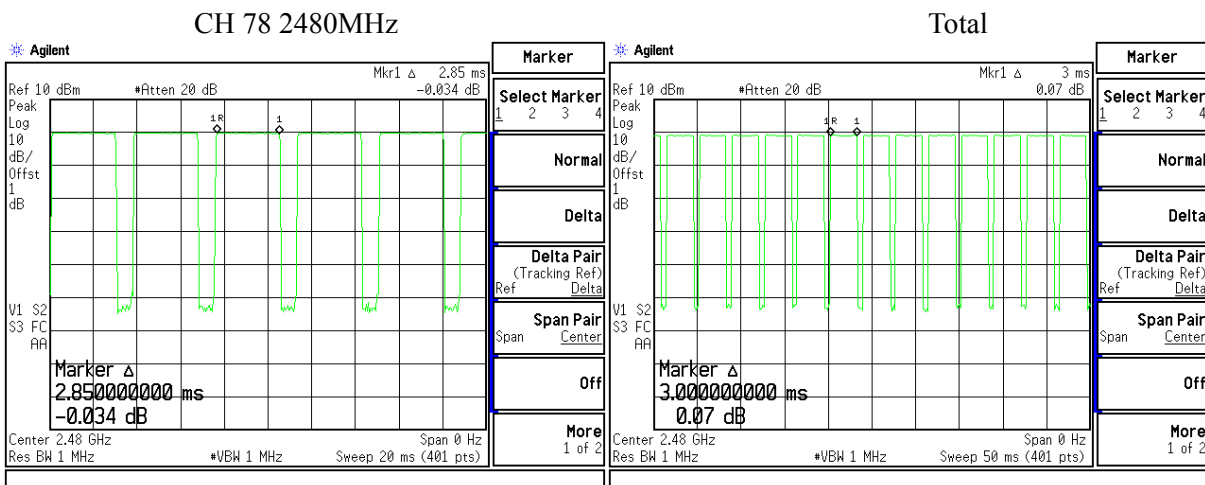 CH 78 2480MHz
Agilent
Mkr1 Δ 2.85 ms
Ref 10 dBm #Atten 20 dB -0.034 dB
Peak
Log
10
dB/
Offst
1
dB
1R 1
V1 S2
S3 FC
AA
Marker Δ
2.850000000 ms
-0.034 dB
Center 2.48 GHz Span 0 Hz
Res BW 1 MHz #VBW 1 MHz Sweep 20 ms (401 pts)
Marker
Select Marker
1 2 3 4
Normal
Delta
Delta Pair
(Tracking Ref)
Ref Delta
Span Pair
Span Center
Off
More
1 of 2
Total
Agilent
Mkr1 Δ 3 ms
Ref 10 dBm #Atten 20 dB 0.07 dB
Peak
Log
10
dB/
Offst
1
dB
1R 1
V1 S2
S3 FC
AA
Marker Δ
3.000000000 ms
0.07 dB
Center 2.48 GHz Span 0 Hz
Res BW 1 MHz #VBW 1 MHz Sweep 50 ms (401 pts)
Marker
Select Marker
1 2 3 4
Normal
Delta
Delta Pair
(Tracking Ref)
Ref Delta
Span Pair
Span Center
Off
More
1 of 2